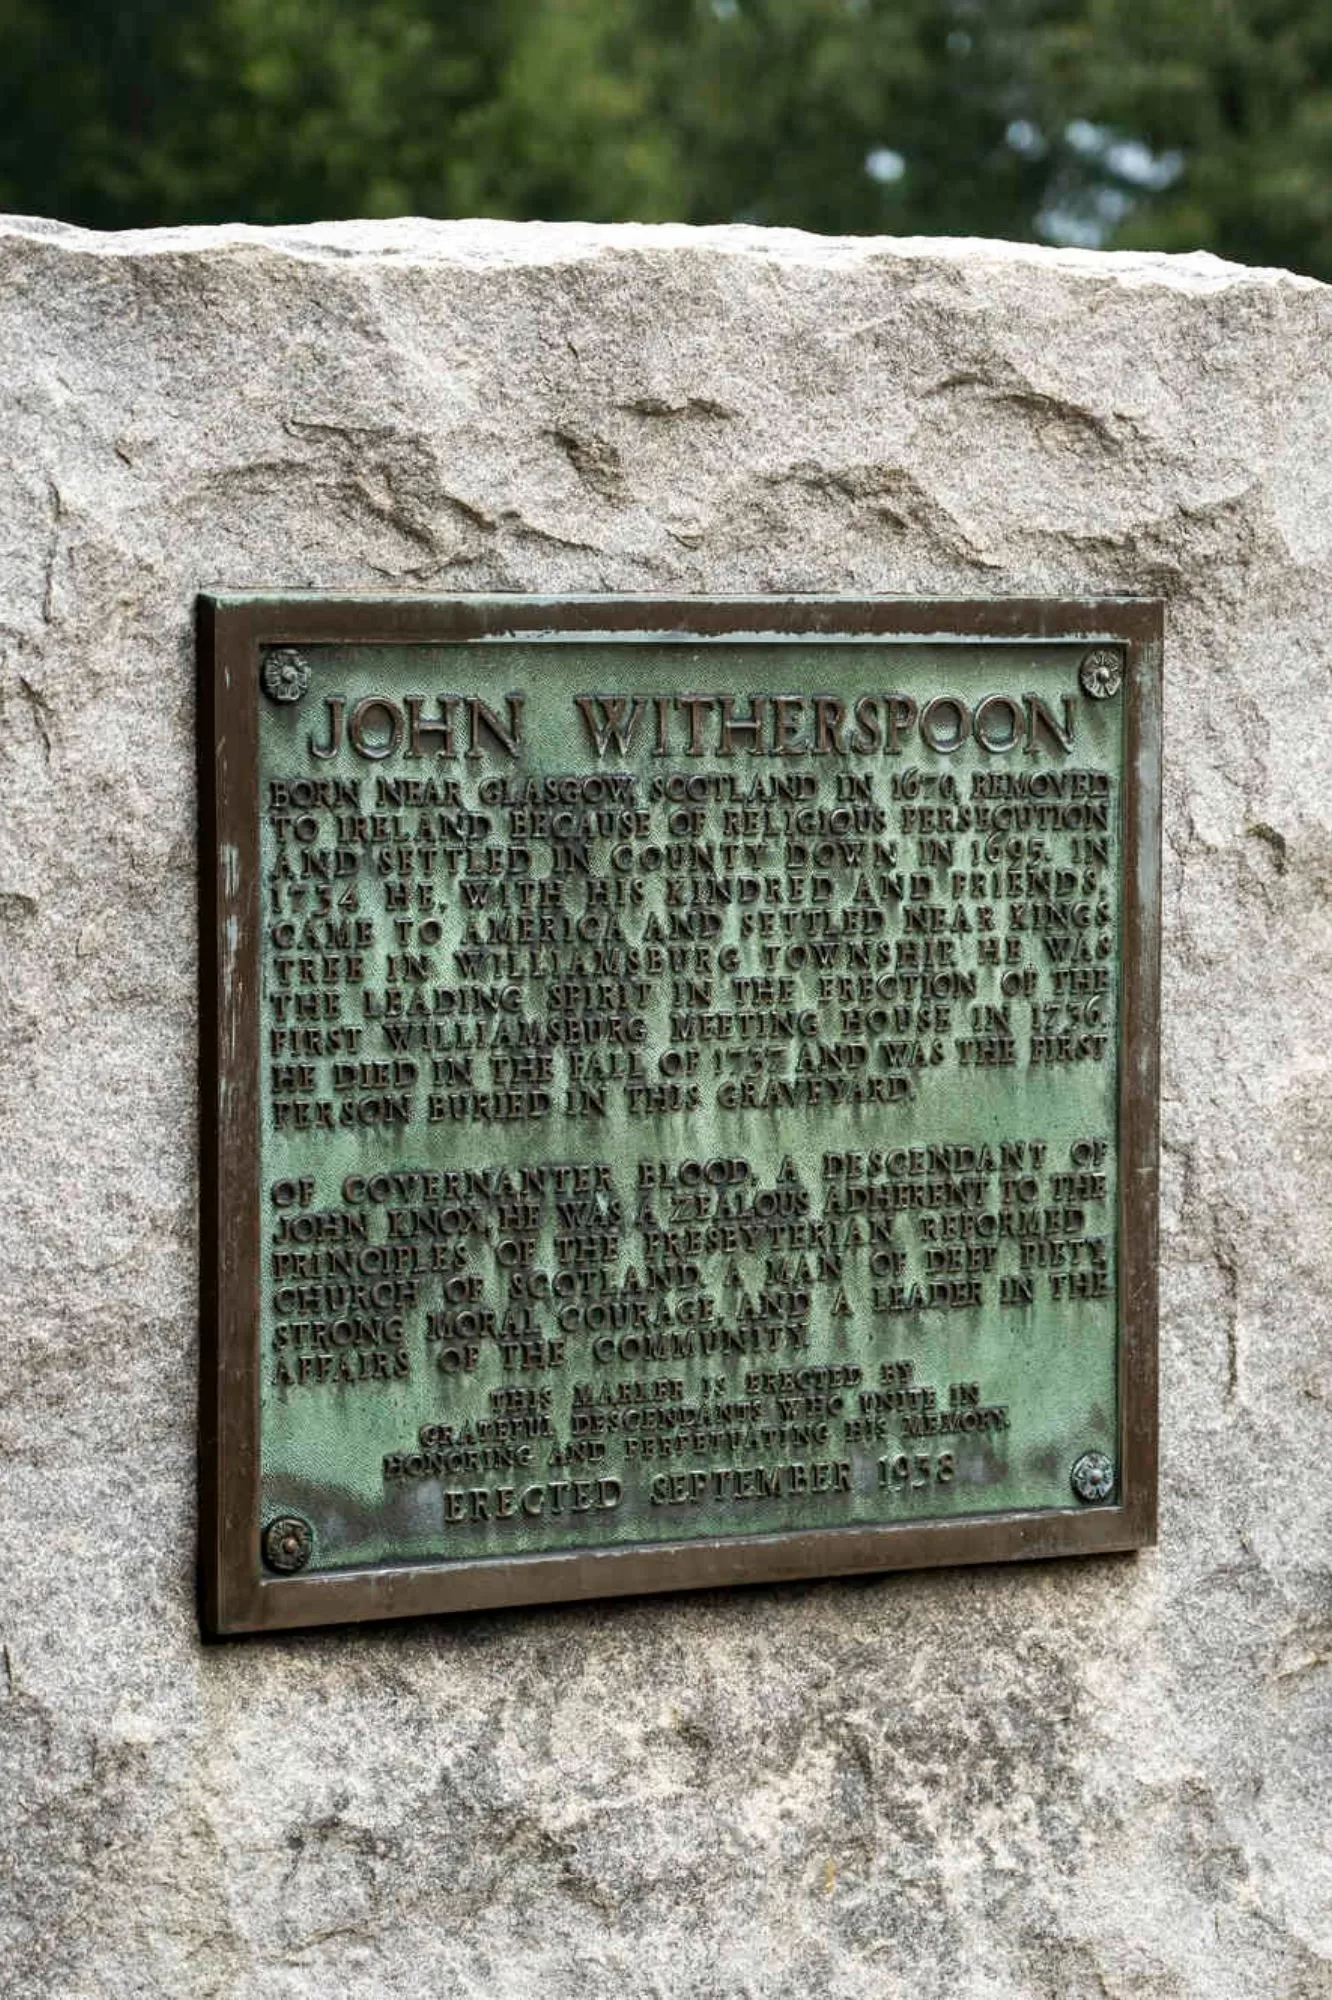 JOHN WITHERSPOON
BORN NEAR GLASGOW, SCOTLAND IN 1670, REMOVED
TO IRELAND BECAUSE OF RELIGIOUS PERSECUTION
AND SETTLED IN COUNTY DOWN IN 1695. IN
1734 HE, WITH HIS KINDRED AND FRIENDS,
CAME TO AMERICA AND SETTLED NEAR KINGS
TREE IN WILLIAMSBURG TOWNSHIP. HE WAS
THE LEADING SPIRIT IN THE ERECTION OF THE
FIRST WILLIAMSBURG MEETING HOUSE IN 1736.
HE DIED IN THE FALL OF 1737 AND WAS THE FIRST
PERSON BURIED IN THIS GRAVEYARD.
OF COVERNANTER BLOOD, A DESCENDANT OF
JOHN KNOX, HE WAS A ZEALOUS ADHERENT TO THE
PRINCIPLES OF THE PRESBYTERIAN REFORMED
CHURCH OF SCOTLAND. A MAN OF DEEP PIETY,
STRONG MORAL COURAGE, AND A LEADER IN THE
AFFAIRS OF THE COMMUNITY.
THIS MARKER IS ERECTED BY
GRATEFUL DESCENDANTS WHO UNITE IN
HONORING AND PERPETUATING HIS MEMORY.
ERECTED SEPTEMBER 1938